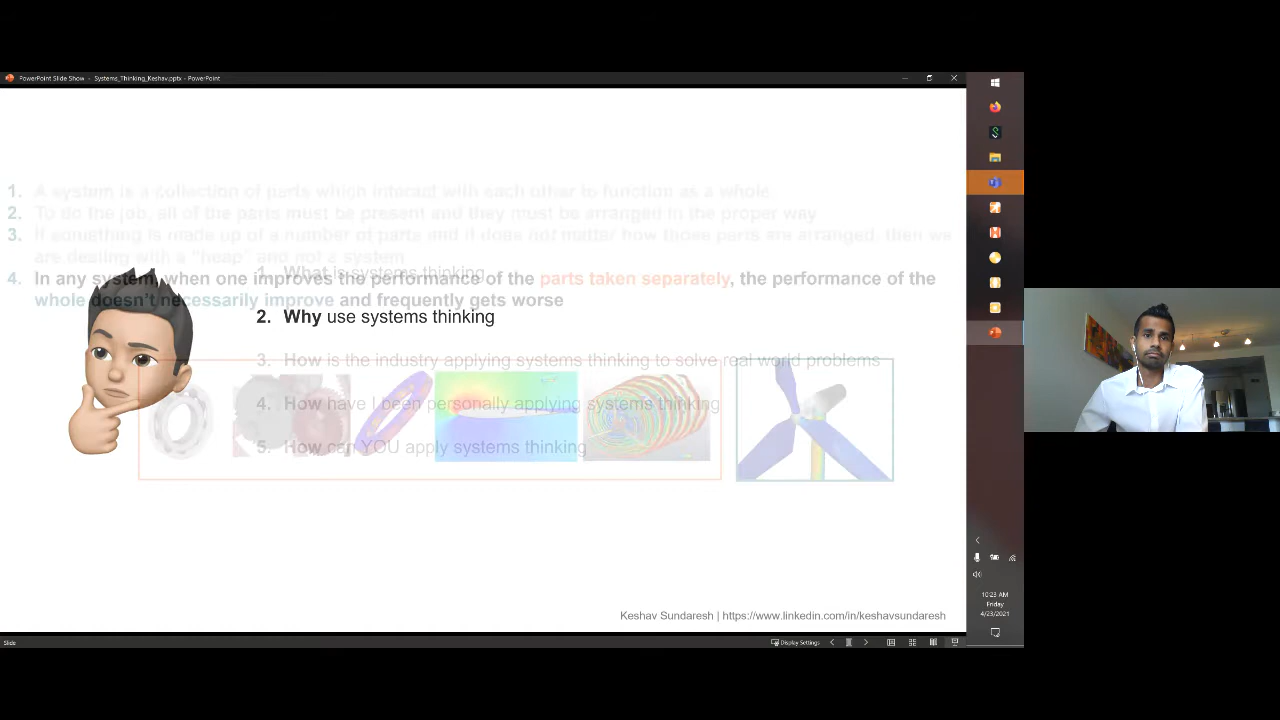 PowerPoint Slide Show - Systems_Thinking_Keshav.pptx - PowerPoint
1. A system is a collection of parts which interact with each other to function as a whole
2. To do the job, all of the parts must be present and they must be arranged in the proper way
3. If something is made up of a number of parts and it does not matter how those parts are arranged, then we
are dealing with a "heap" and not a system
4. In any system, when one improves the performance of the parts taken separately, the performance of the
whole doesn't necessarily improve and frequently gets worse
1. What is systems thinking
2. Why use systems thinking
3. How is the industry applying systems thinking to solve real world problems
4. How have I been personally applying systems thinking
5. How can YOU apply systems thinking
Keshav Sundaresh | https://www.linkedin.com/in/keshavsundaresh
10:23 AM
Friday
4/23/2021
Slide
Display Settings